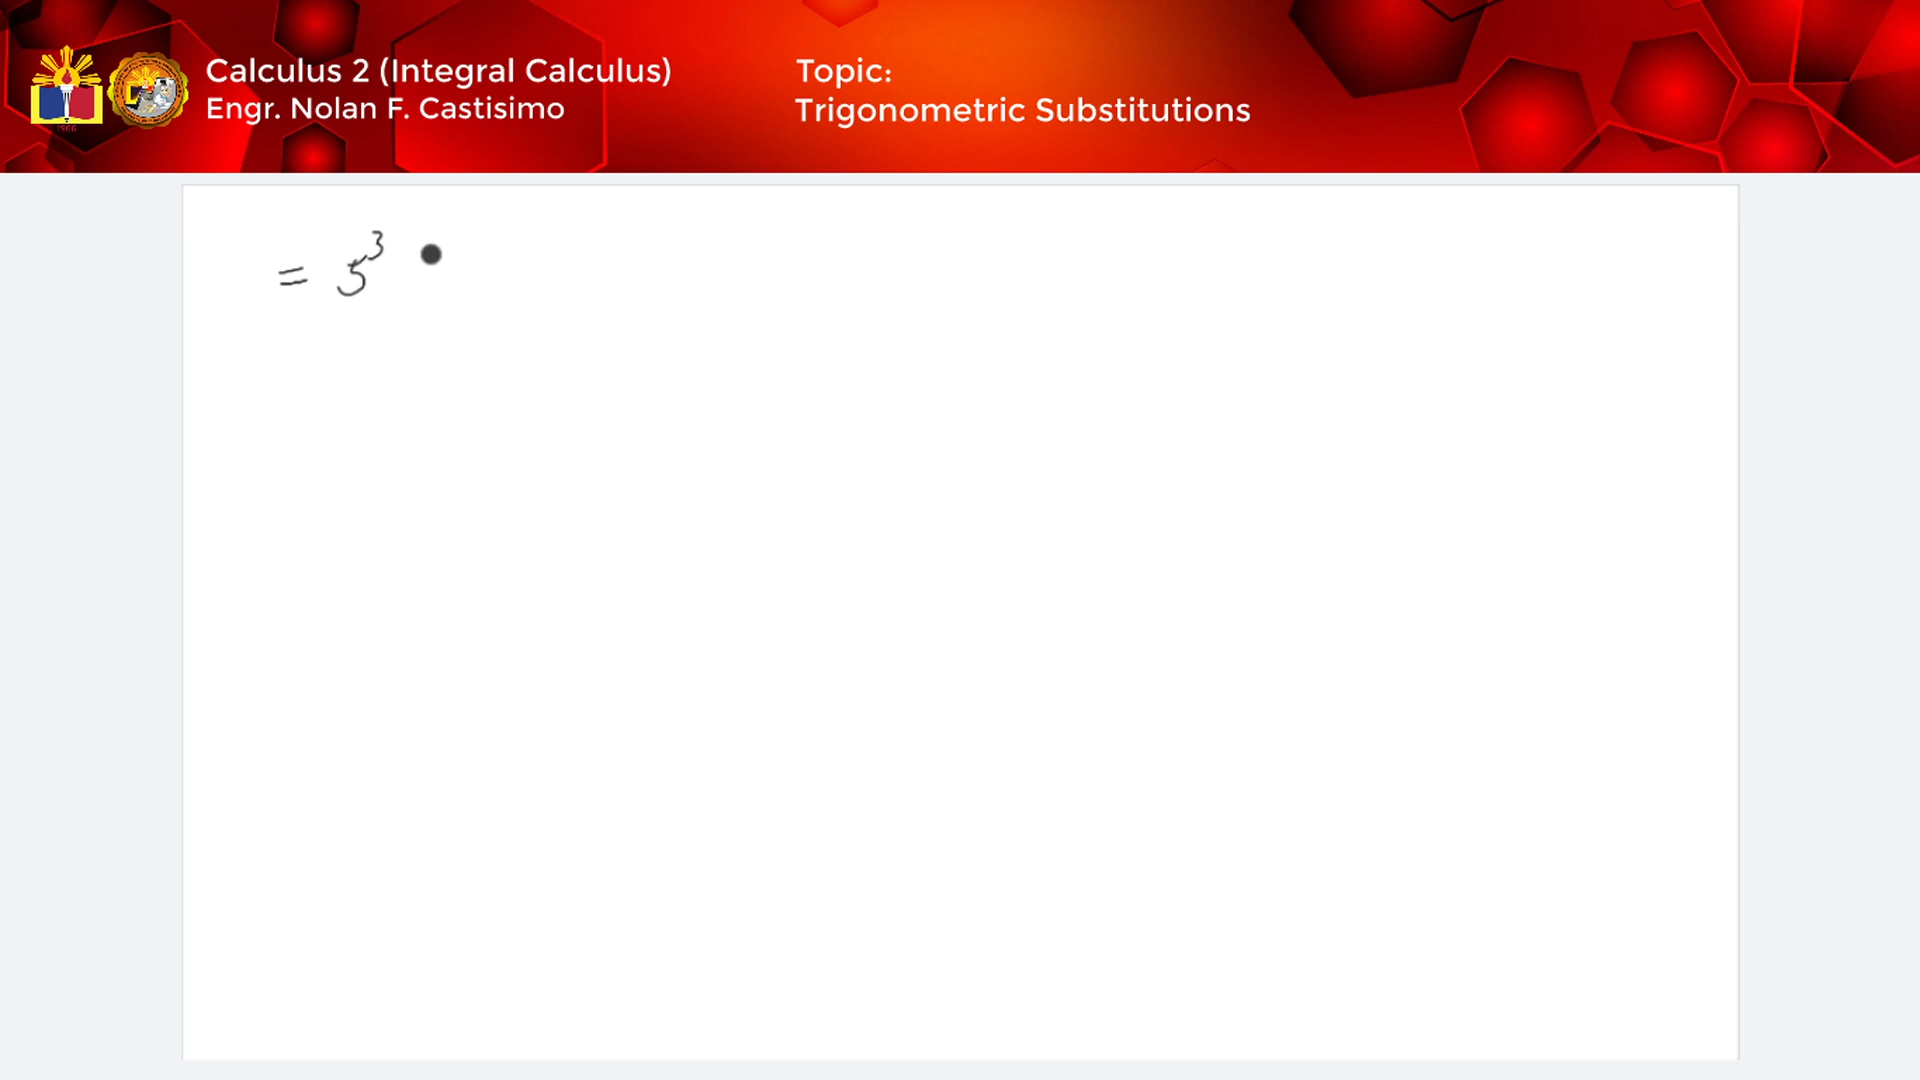 Calculus 2 (Integral Calculus)
Engr. Nolan F. Castisimo
Topic:
Trigonometric Substitutions
= 5³